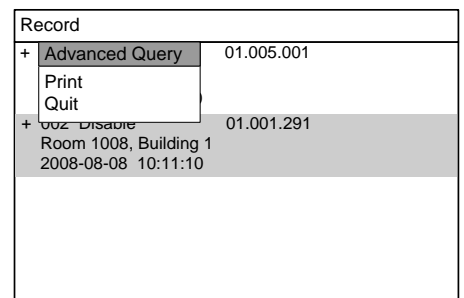 Record
+ Advanced Query 01.005.001
Print
Quit )
+ 002 Disable 01.001.291
Room 1008, Building 1
2008-08-08 10:11:10